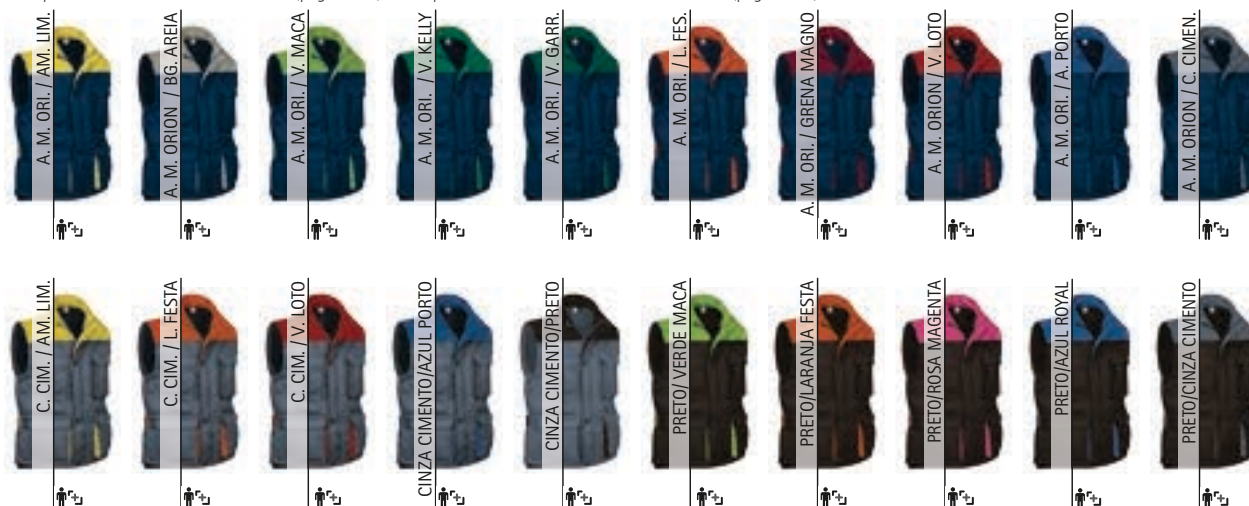 A. M. ORI. / AM. LIM.
A. M. ORION / BG. AREIA
A. M. ORI. / V. MACA
A. M. ORI. / V. KELLY
A. M. ORI. / V. GARR.
A. M. ORI. / L. FES.
A. M. ORI. / GRENA MAGNO
A. M. ORION / V. LOTO
A. M. ORI. / A. PORTO
A. M. ORION / C. CIMEN.
C. CIM. / AM. LIM.
C. CIM. / L. FESTA
C. CIM. / V. LOTO
CINZA CIMENTO/AZUL PORTO
CINZA CIMENTO/PRETO
PRETO/ VERDE MACA
PRETO/LARANJA FESTA
PRETO/ROSA MAGENTA
PRETO/AZUL ROYAL
PRETO/CINZA CIMENTO